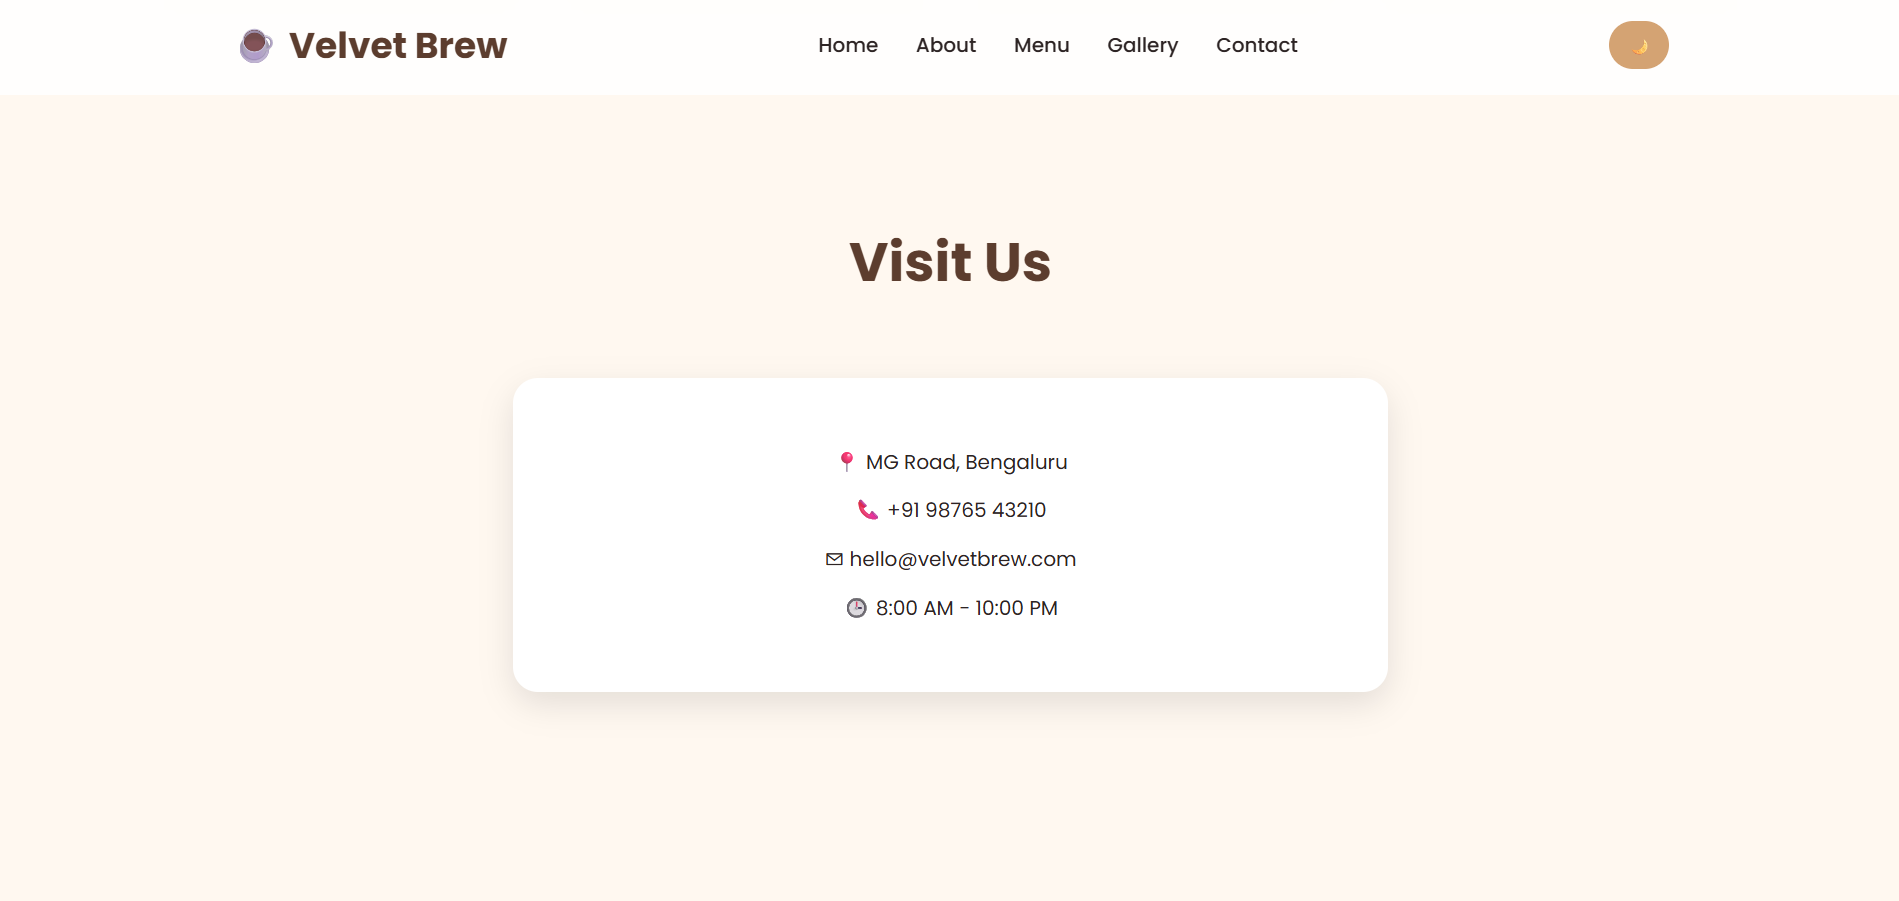 Velvet Brew
Home About Menu Gallery Contact
Visit Us
MG Road, Bengaluru
+91 98765 43210
hello@velvetbrew.com
8:00 AM - 10:00 PM